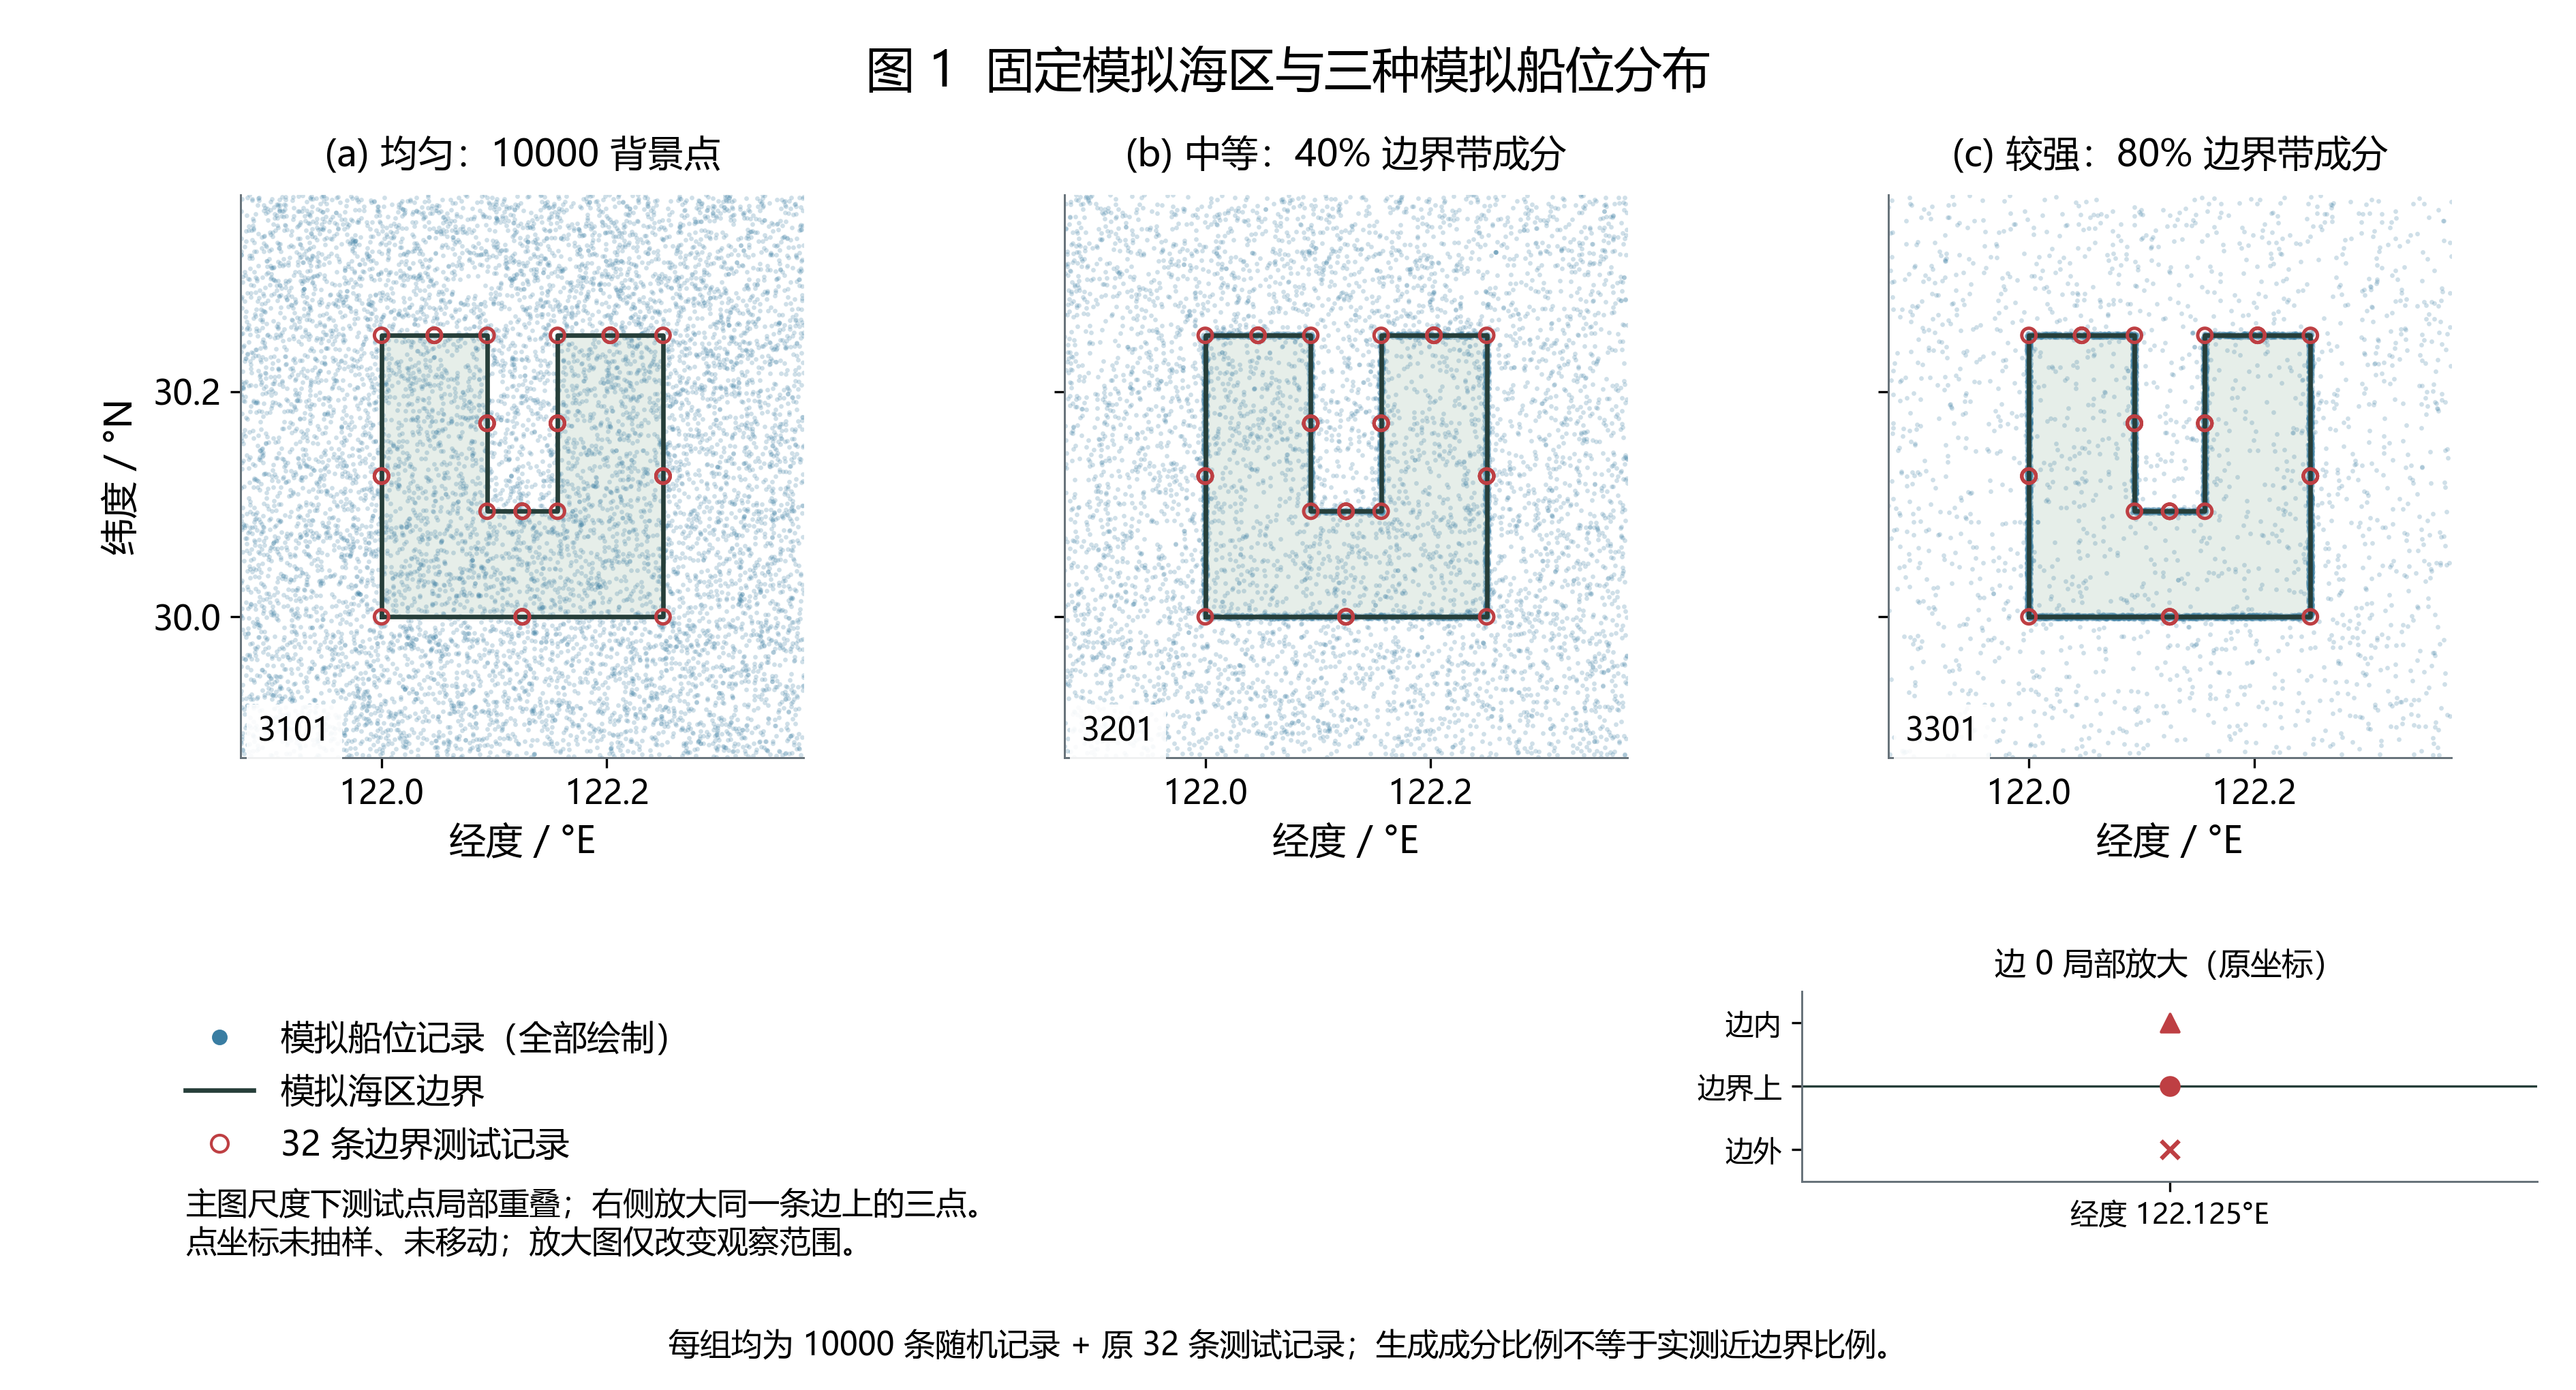 图 1 固定模拟海区与三种模拟船位分布
(a) 均匀：10000 背景点
(b) 中等：40% 边界带成分
(c) 较强：80% 边界带成分
纬度 / °N
30.2
30.0
3101
3201
3301
122.0
122.2
122.0
122.2
122.0
122.2
经度 / °E
经度 / °E
经度 / °E
模拟船位记录（全部绘制）
模拟海区边界
32 条边界测试记录
主图尺度下测试点局部重叠；右侧放大同一条边上的三点。
点坐标未抽样、未移动；放大图仅改变观察范围。
边 0 局部放大（原坐标）
边内
边界上
边外
经度 122.125°E
每组均为 10000 条随机记录 + 原 32 条测试记录；生成成分比例不等于实测近边界比例。